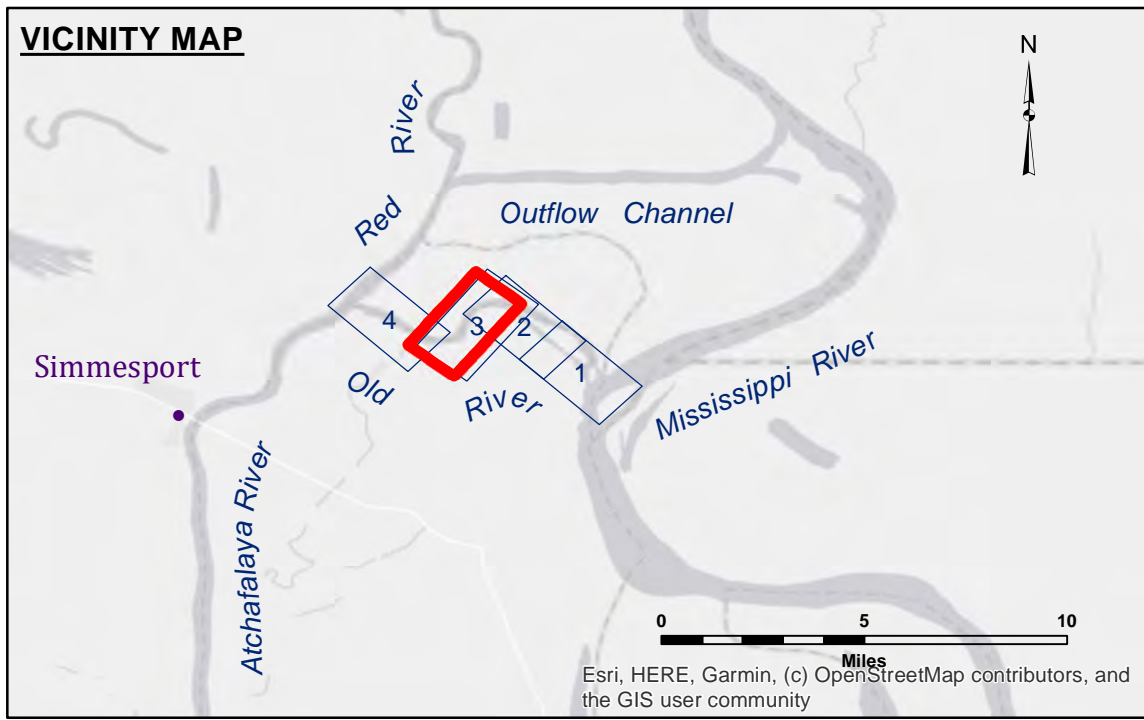 VICINITY MAP
N
Red River
Outflow Channel
4
3
2
1
Simmesport
Old River
Mississippi River
Atchafalaya River
0 5 10
Miles
Esri, HERE, Garmin, (c) OpenStreetMap contributors, and
the GIS user community